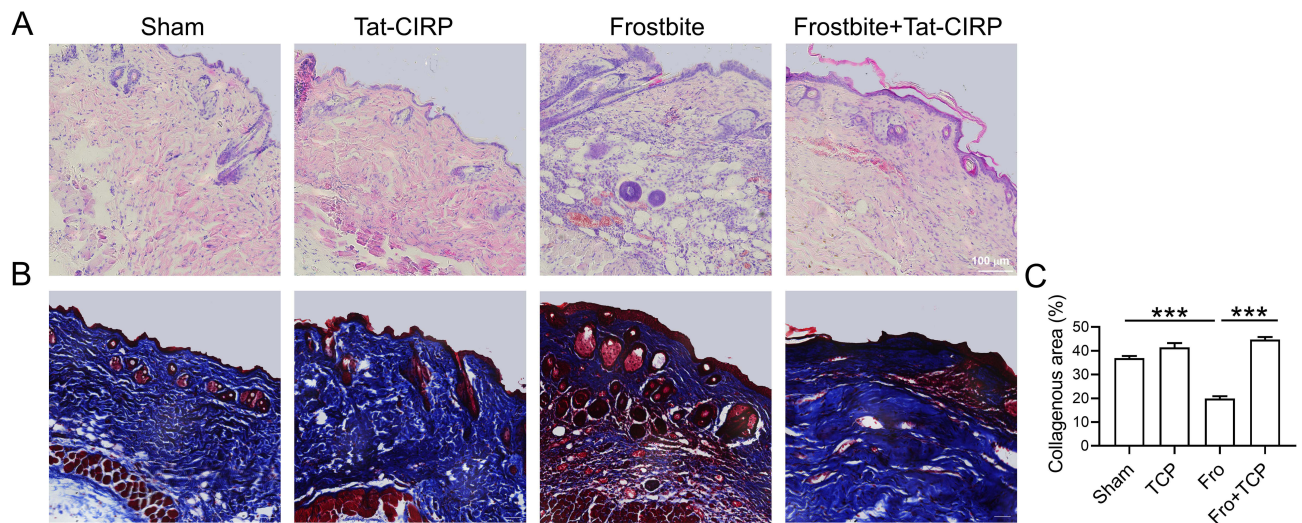 A
Sham
Tat-CIRP
Frostbite
Frostbite+Tat-CIRP
100 μm
B
C
Collagenous area (%)
50
40
30
20
10
0
***
***
Sham
TCP
Fro
Fro+TCP